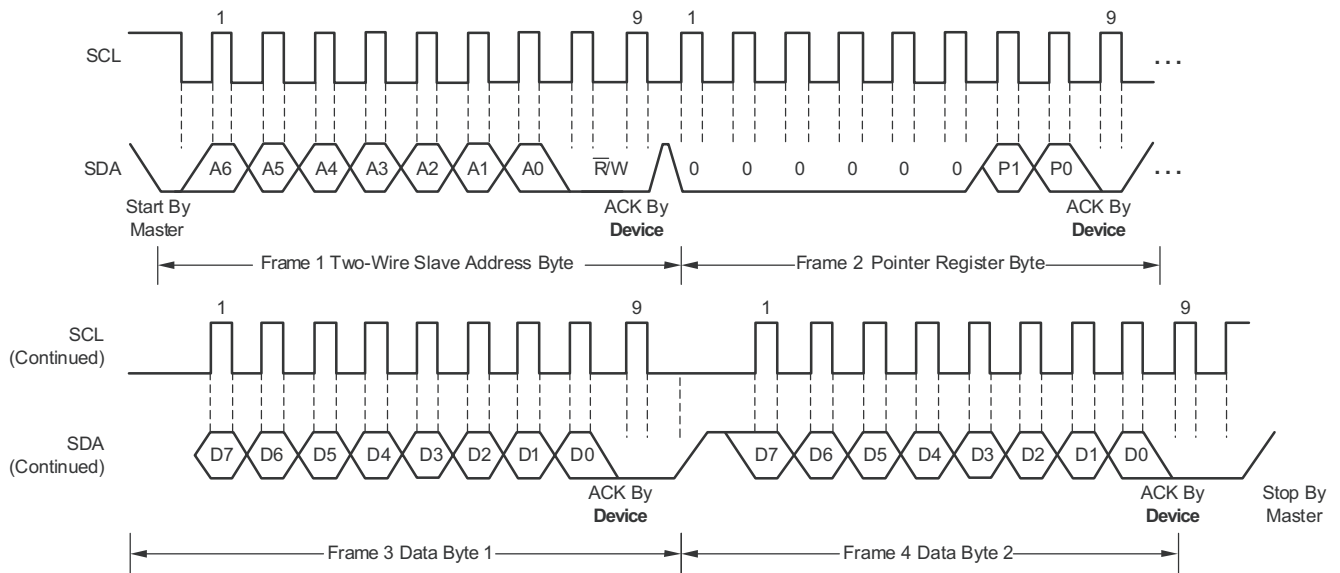 1 9 1 9
SCL ...
SDA A6 A5 A4 A3 A2 A1 A0 R̅/W 0 0 0 0 0 0 P1 P0 ...
Start By
Master
ACK By
Device
ACK By
Device
Frame 1 Two-Wire Slave Address Byte
Frame 2 Pointer Register Byte
1 9 1 9
SCL
(Continued)
SDA
(Continued)
D7 D6 D5 D4 D3 D2 D1 D0 D7 D6 D5 D4 D3 D2 D1 D0
ACK By
Device
ACK By
Device
Stop By
Master
Frame 3 Data Byte 1
Frame 4 Data Byte 2